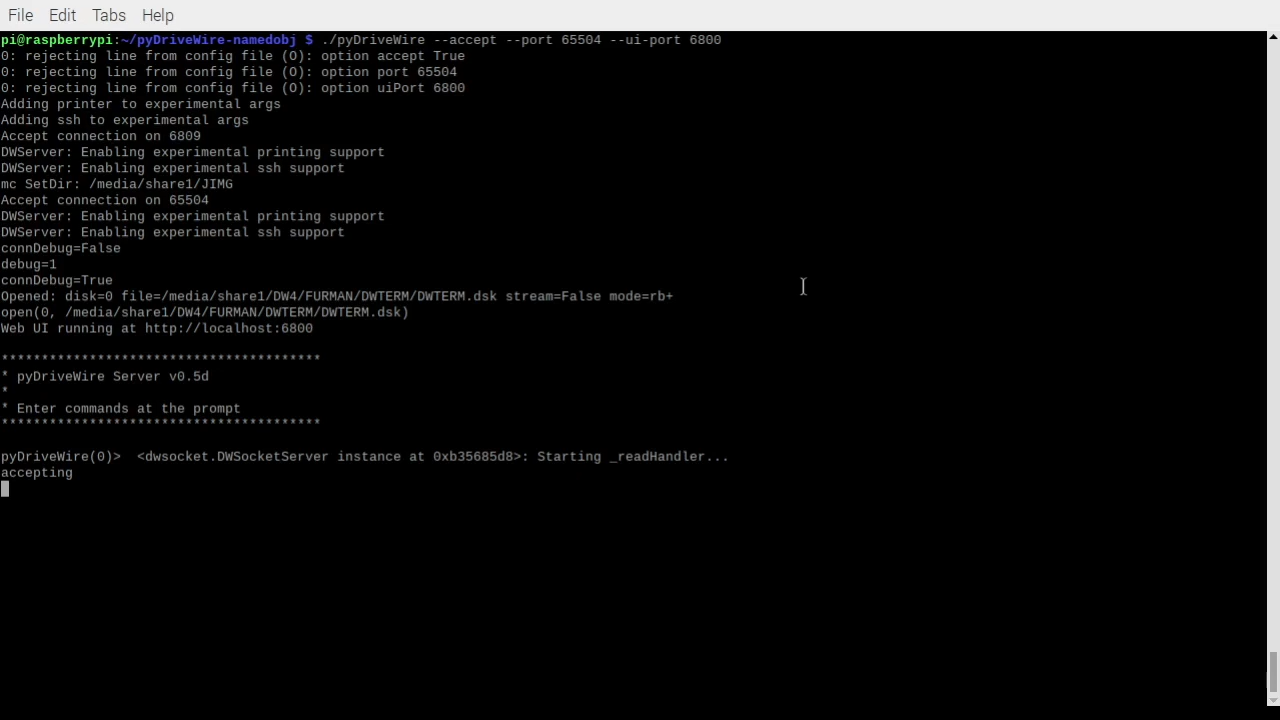 File Edit Tabs Help
pi@raspberrypi:~/pyDriveWire-namedobj $ ./pyDriveWire --accept --port 65504 --ui-port 6800
0: rejecting line from config file (O): option accept True
0: rejecting line from config file (O): option port 65504
0: rejecting line from config file (O): option uiPort 6800
Adding printer to experimental args
Adding ssh to experimental args
Accept connection on 6809
DWServer: Enabling experimental printing support
DWServer: Enabling experimental ssh support
mc SetDir: /media/share1/JIMG
Accept connection on 65504
DWServer: Enabling experimental printing support
DWServer: Enabling experimental ssh support
connDebug=False
debug=1
connDebug=True
Opened: disk=0 file=/media/share1/DW4/FURMAN/DWTERM/DWTERM.dsk stream=False mode=rb+
open(0, /media/share1/DW4/FURMAN/DWTERM/DWTERM.dsk)
Web UI running at http://localhost:6800
****************************************
* pyDriveWire Server v0.5d
*
* Enter commands at the prompt
****************************************
pyDriveWire(0)>  <dwsocket.DWSocketServer instance at 0xb35685d8>: Starting _readHandler...
accepting